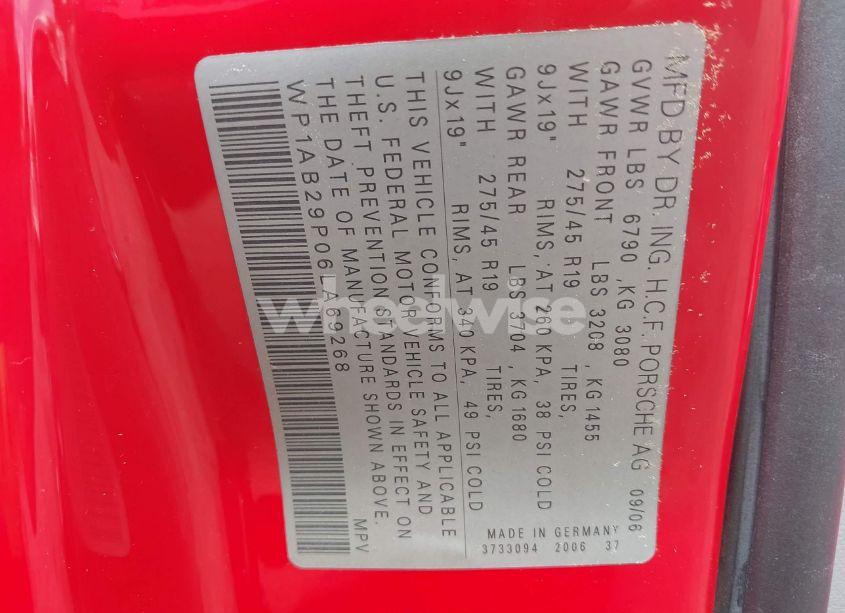 MFD BY DR. ING. H.C.F. PORSCHE AG 09/06
GVWR LBS 6790 ,KG 3080
GAWR FRONT LBS 3208 , KG 1455
WITH 275/45 R19 TIRES,
9Jx19" RIMS, AT 260 KPA, 38 PSI COLD
GAWR REAR LBS 3704 , KG 1680
WITH 275/45 R19 TIRES,
9Jx19" RIMS, AT 340 KPA, 49 PSI COLD
THIS VEHICLE CONFORMS TO ALL APPLICABLE
U.S. FEDERAL MOTOR VEHICLE SAFETY AND
THEFT PREVENTION STANDARDS IN EFFECT ON
THE DATE OF MANUFACTURE SHOWN ABOVE.
WP1AB29P06LA69268
MPV
MADE IN GERMANY
3733094 2006 37
wheelwise